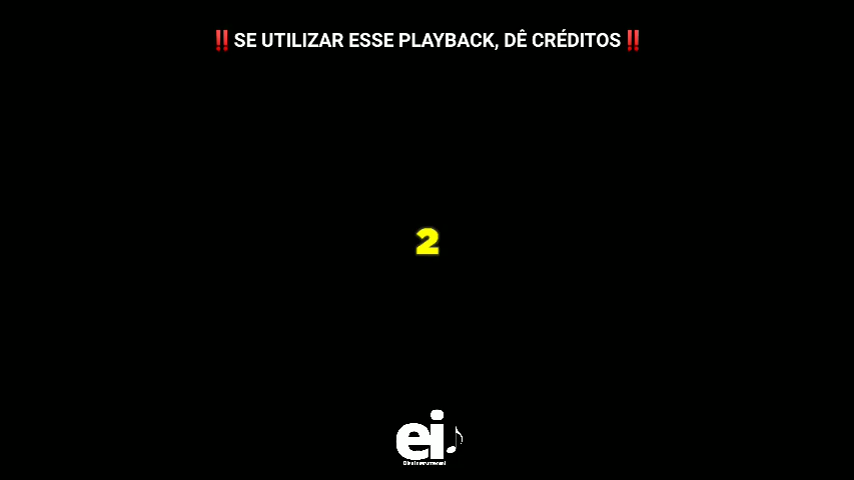 ‼️SE UTILIZAR ESSE PLAYBACK, DÊ CRÉDITOS‼️
2
ei